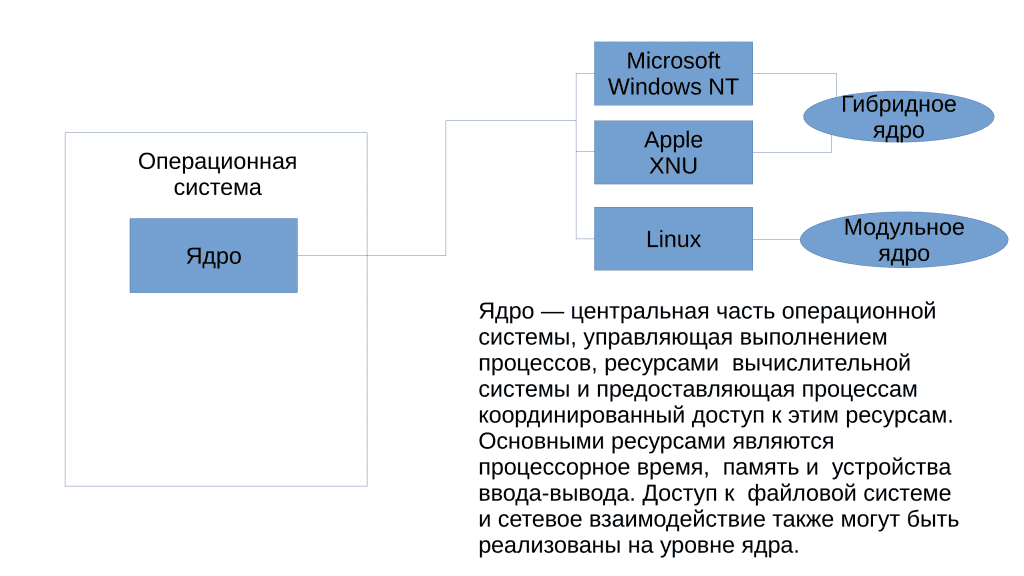 Операционная
система
Ядро
Microsoft
Windows NT
Apple
XNU
Linux
Гибридное
ядро
Модульное
ядро
Ядро — центральная часть операционной
системы, управляющая выполнением
процессов, ресурсами  вычислительной
системы и предоставляющая процессам
координированный доступ к этим ресурсам.
Основными ресурсами являются
процессорное время,  память и  устройства
ввода-вывода. Доступ к  файловой системе
и сетевое взаимодействие также могут быть
реализованы на уровне ядра.